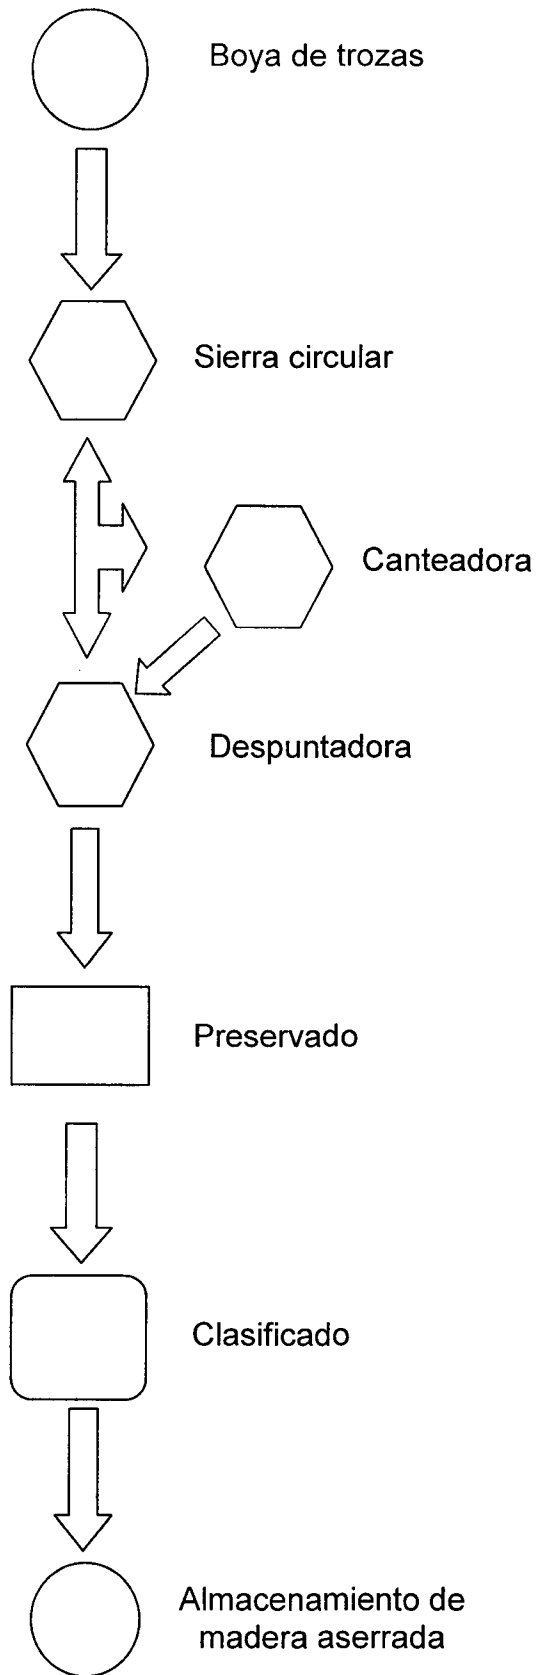 Boya de trozas
Sierra circular
Canteadora
Despuntadora
Preservado
Clasificado
Almacenamiento de
madera aserrada